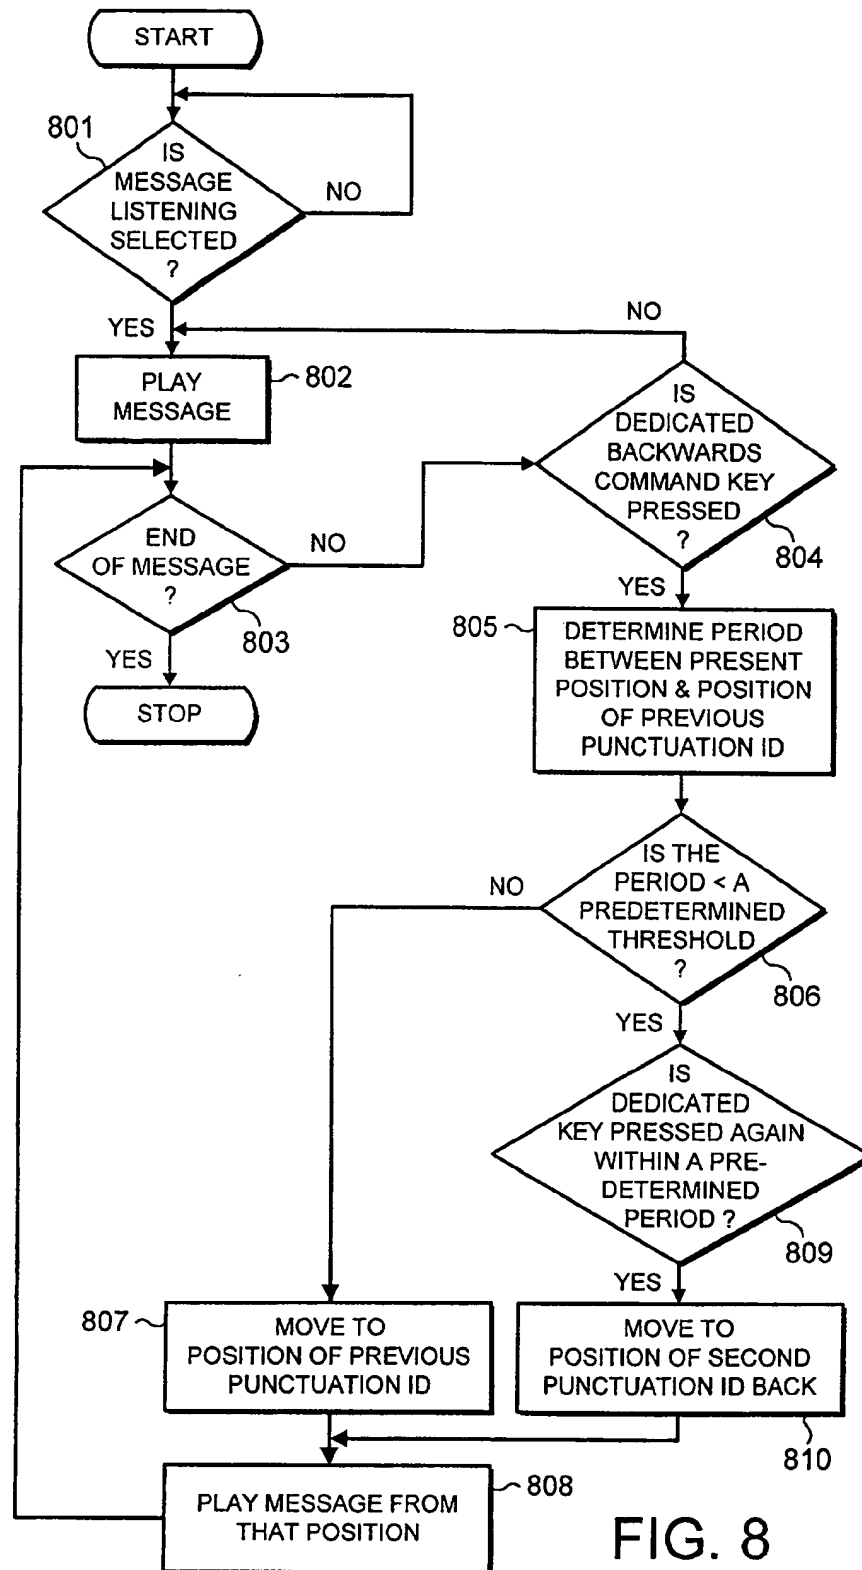 START
801
IS
MESSAGE
LISTENING
SELECTED
?
NO
YES
NO
PLAY
MESSAGE
802
IS
DEDICATED
BACKWARDS
COMMAND KEY
PRESSED
?
804
END
OF MESSAGE
?
NO
803
YES
STOP
YES
805
DETERMINE PERIOD
BETWEEN PRESENT
POSITION & POSITION
OF PREVIOUS
PUNCTUATION ID
IS THE
PERIOD < A
PREDETERMINED
THRESHOLD
?
NO
806
YES
IS
DEDICATED
KEY PRESSED AGAIN
WITHIN A PRE-
DETERMINED
PERIOD ?
809
YES
807
MOVE TO
POSITION OF PREVIOUS
PUNCTUATION ID
MOVE TO
POSITION OF SECOND
PUNCTUATION ID BACK
810
808
PLAY MESSAGE FROM
THAT POSITION
FIG. 8